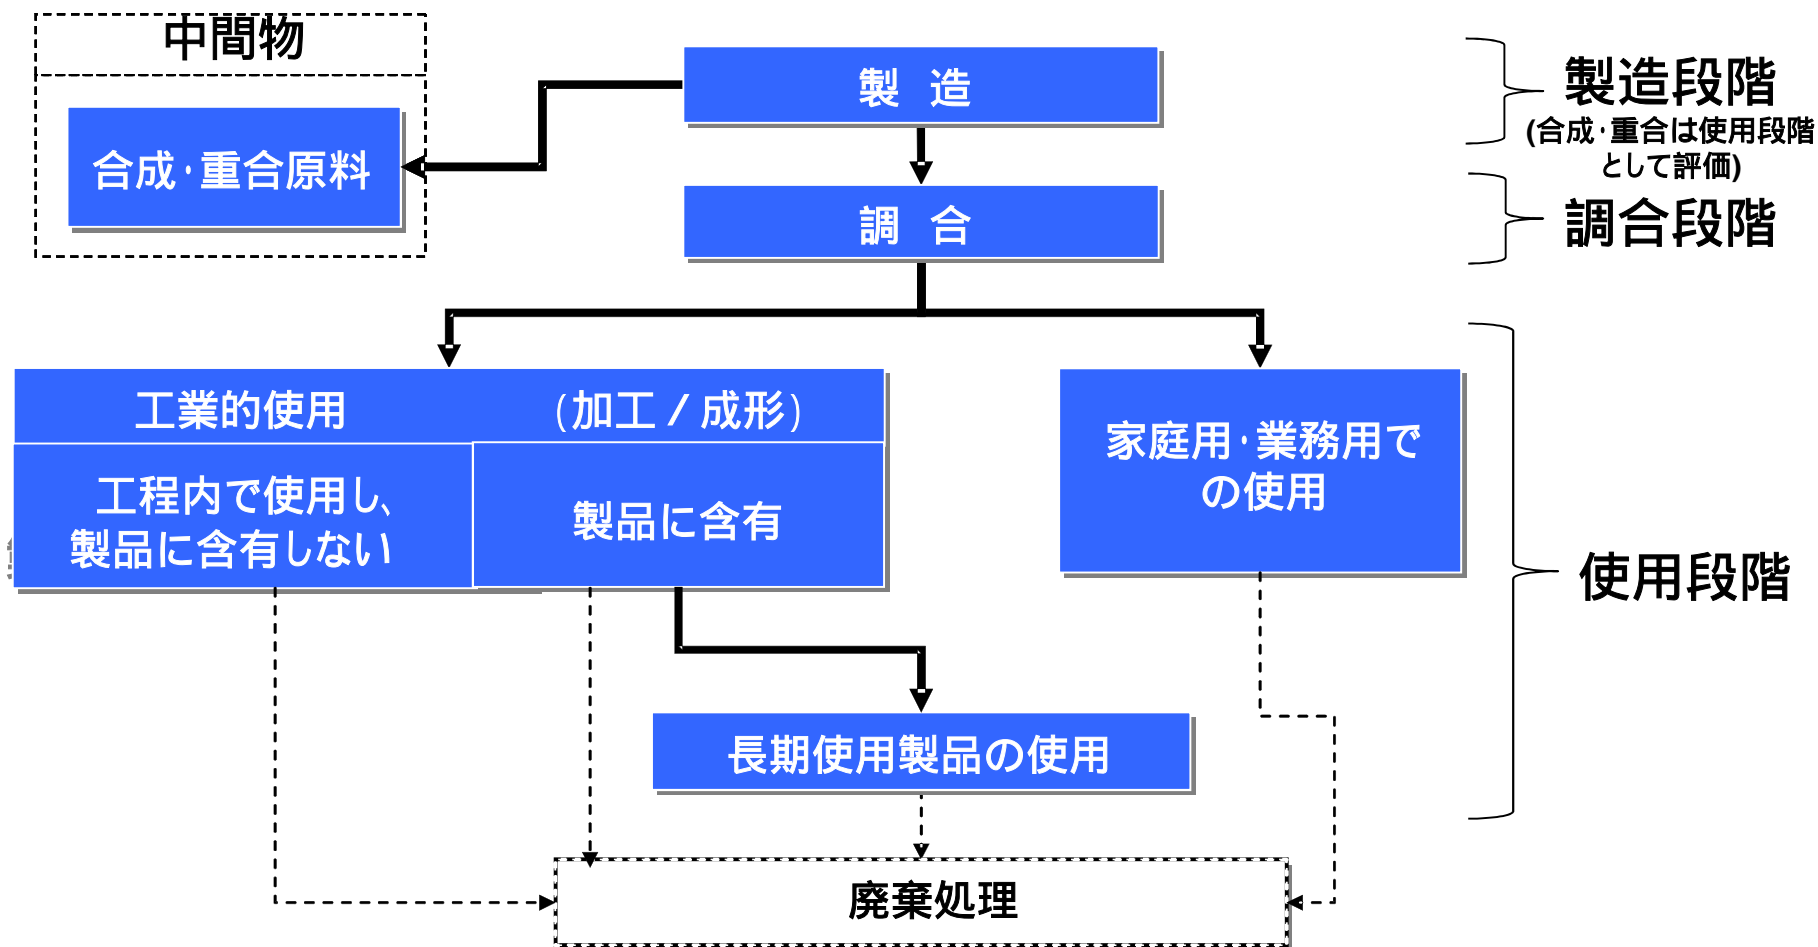 中間物
製 造
合成・重合原料
製造段階
(合成・重合は使用段階
として評価)
調 合
調合段階
工業的使用 (加工 / 成形)
工程内で使用し、
製品に含有しない
製品に含有
家庭用・業務用で
の使用
使用段階
長期使用製品の使用
廃棄処理